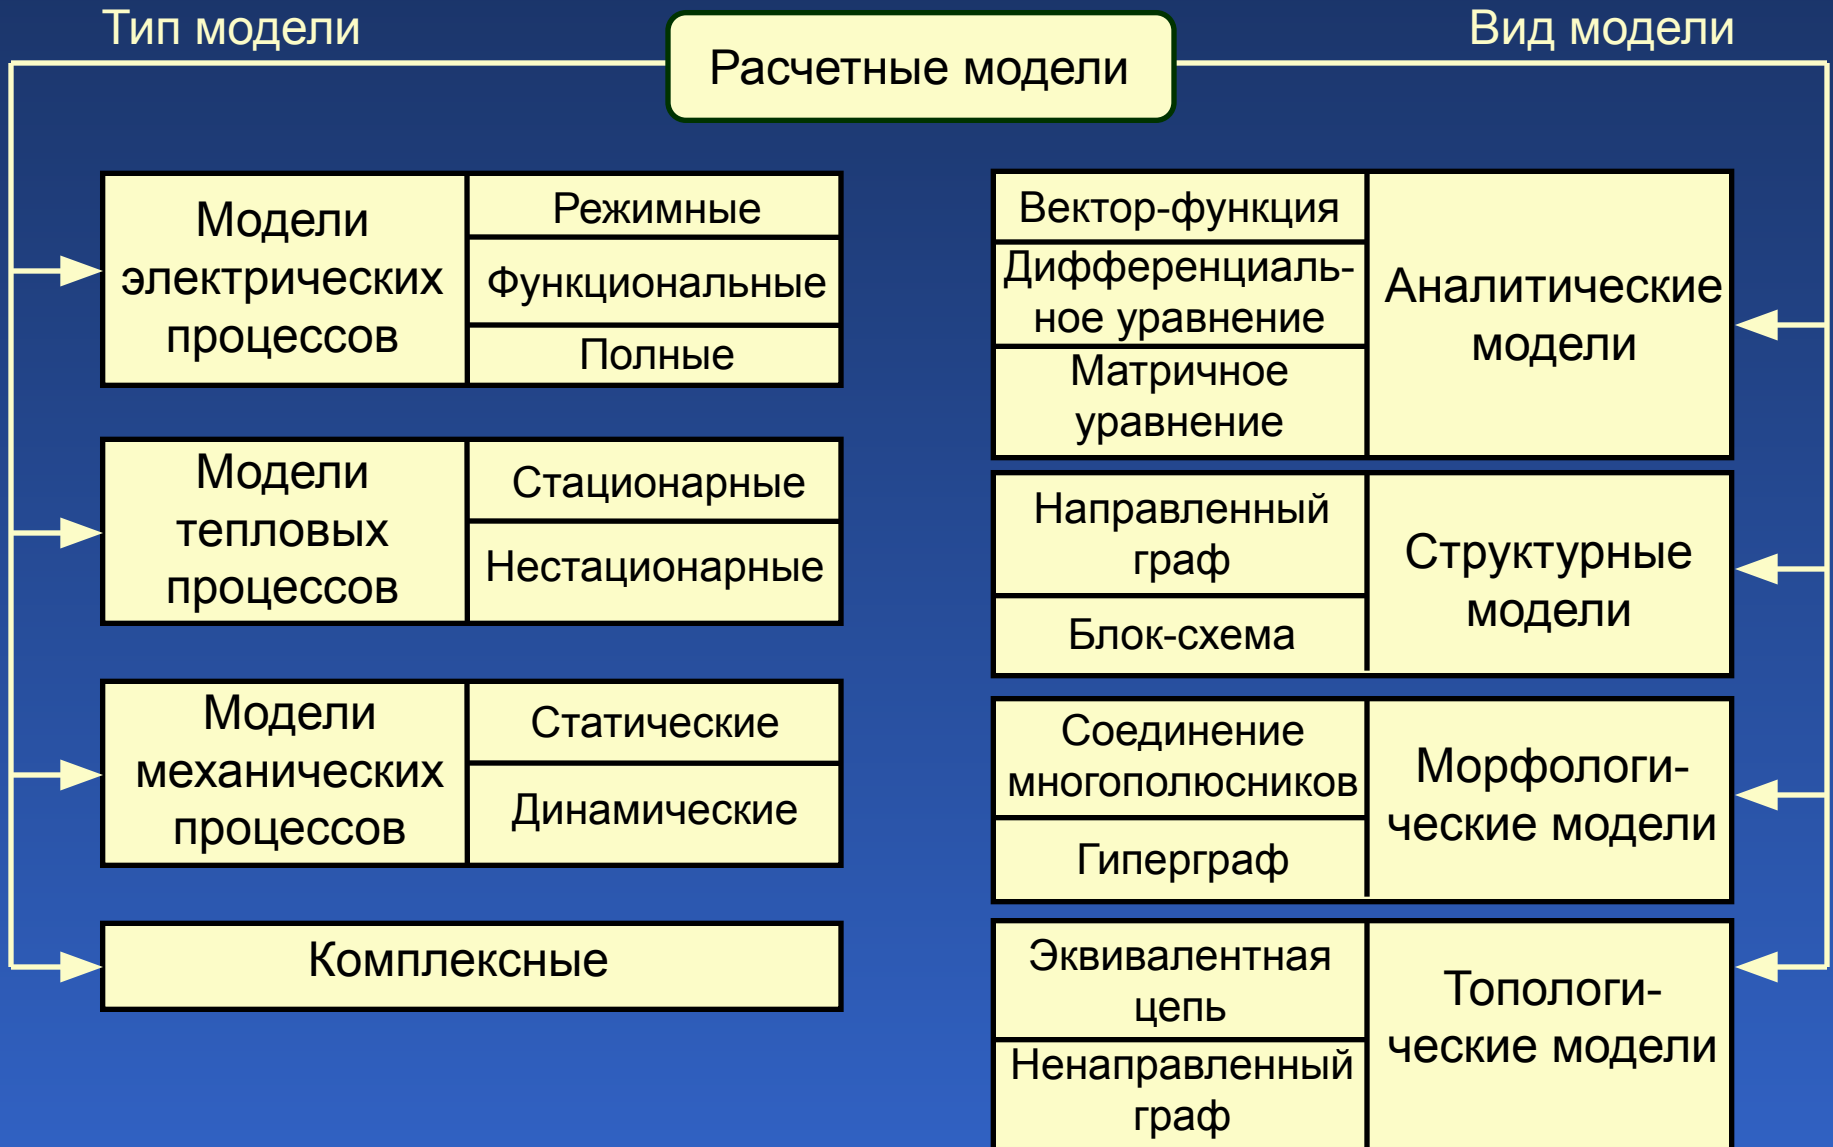 Тип модели
Расчетные модели
Вид модели
Модели
электрических
процессов
Режимные
Функциональные
Полные
Модели
тепловых
процессов
Стационарные
Нестационарные
Модели
механических
процессов
Статические
Динамические
Комплексные
Вектор-функция
Дифференциаль-
ное уравнение
Матричное
уравнение
Аналитические
модели
Направленный
граф
Блок-схема
Структурные
модели
Соединение
многополюсников
Гиперграф
Морфологи-
ческие модели
Эквивалентная
цепь
Ненаправленный
граф
Топологи-
ческие модели